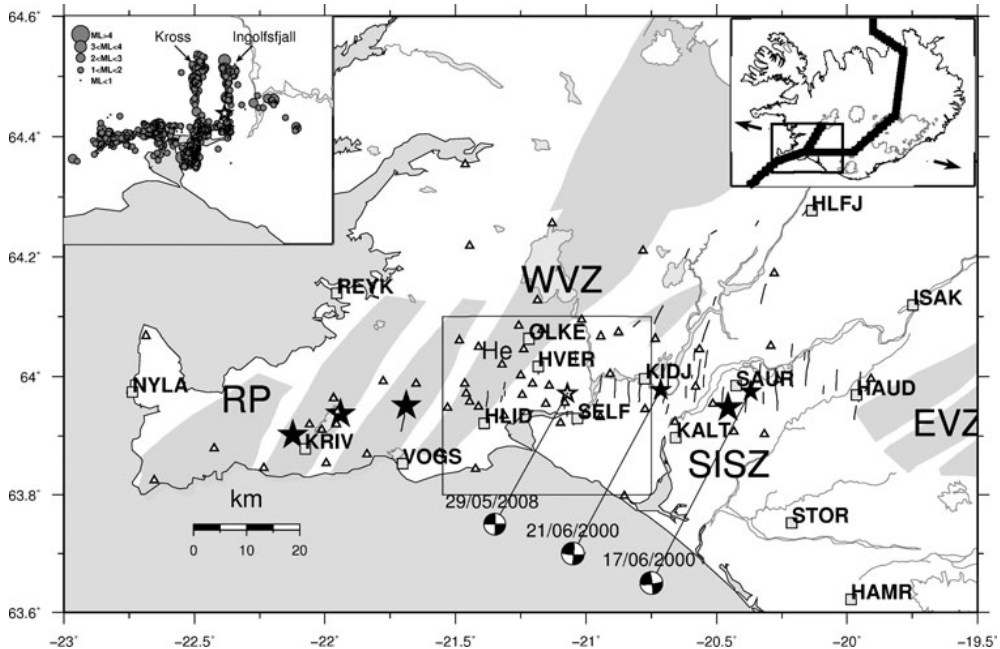 64.6˚
64.4˚
64.2˚
64˚
63.8˚
63.6˚
Kross
Ingolfsfjall
ML>4
3<ML<4
2<ML<3
1<ML<2
ML<1
HLFJ
REYK
WVZ
ISAK
OLKE
He
HVER
NYLA
RP
KIDJ
SAUR
HAUD
HLID
SELF
EVZ
KRIV
KALT
VOGS
SISZ
km
0 10 20
29/05/2008
21/06/2000
17/06/2000
STOR
HAMR
−23˚ −22.5˚ −22˚ −21.5˚ −21˚ −20.5˚ −20˚ −19.5˚